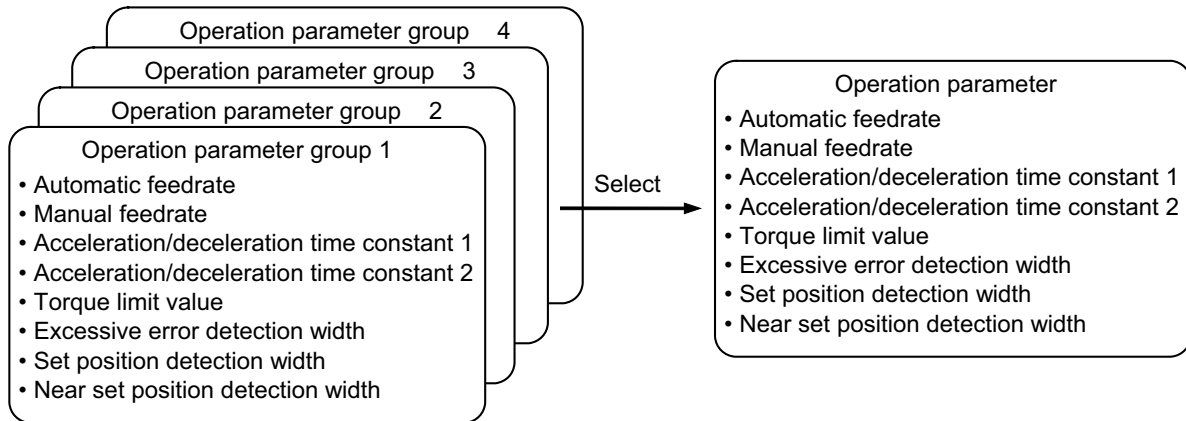 Operation parameter group 4
Operation parameter group 3
Operation parameter group 2
Operation parameter group 1
• Automatic feedrate
• Manual feedrate
• Acceleration/deceleration time constant 1
• Acceleration/deceleration time constant 2
• Torque limit value
• Excessive error detection width
• Set position detection width
• Near set position detection width
Select
Operation parameter
• Automatic feedrate
• Manual feedrate
• Acceleration/deceleration time constant 1
• Acceleration/deceleration time constant 2
• Torque limit value
• Excessive error detection width
• Set position detection width
• Near set position detection width